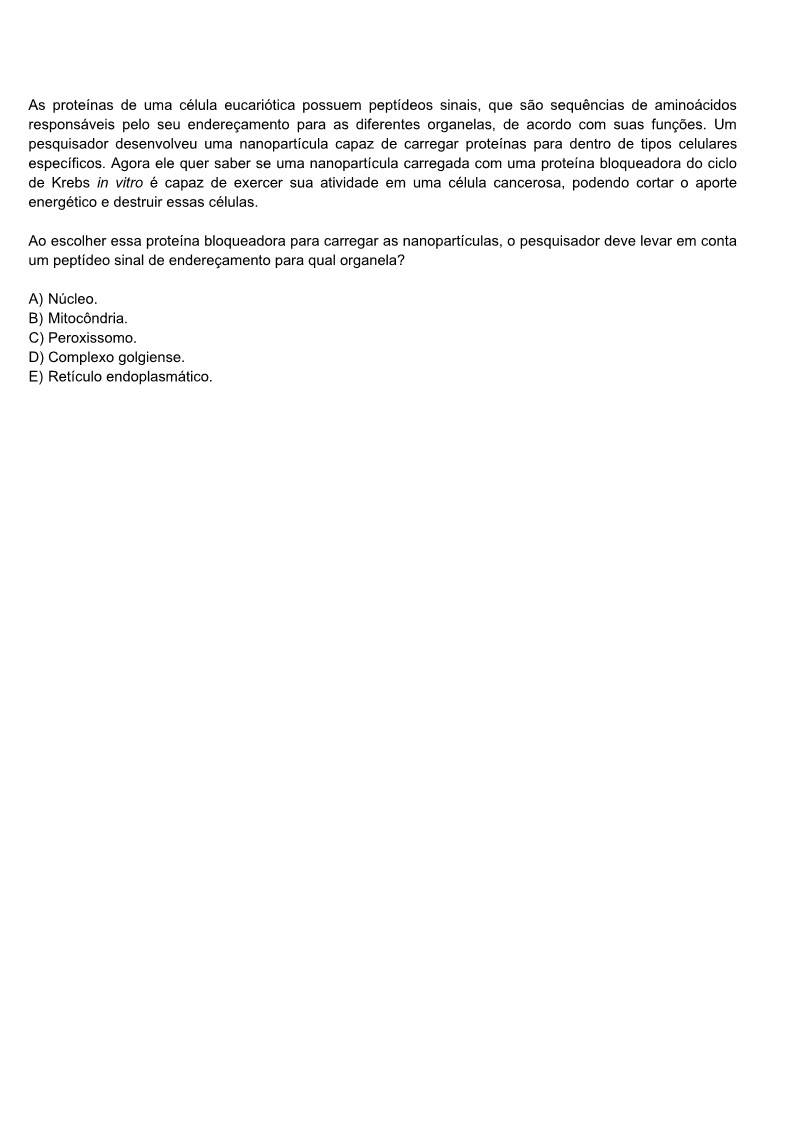 As proteínas de uma célula eucariótica possuem peptídeos sinais, que são sequências de aminoácidos
responsáveis pelo seu endereçamento para as diferentes organelas, de acordo com suas funções. Um
pesquisador desenvolveu uma nanopartícula capaz de carregar proteínas para dentro de tipos celulares
específicos. Agora ele quer saber se uma nanopartícula carregada com uma proteína bloqueadora do ciclo
de Krebs in vitro é capaz de exercer sua atividade em uma célula cancerosa, podendo cortar o aporte
energético e destruir essas células.
Ao escolher essa proteína bloqueadora para carregar as nanopartículas, o pesquisador deve levar em conta
um peptídeo sinal de endereçamento para qual organela?
A) Núcleo.
B) Mitocôndria.
C) Peroxissomo.
D) Complexo golgiense.
E) Retículo endoplasmático.